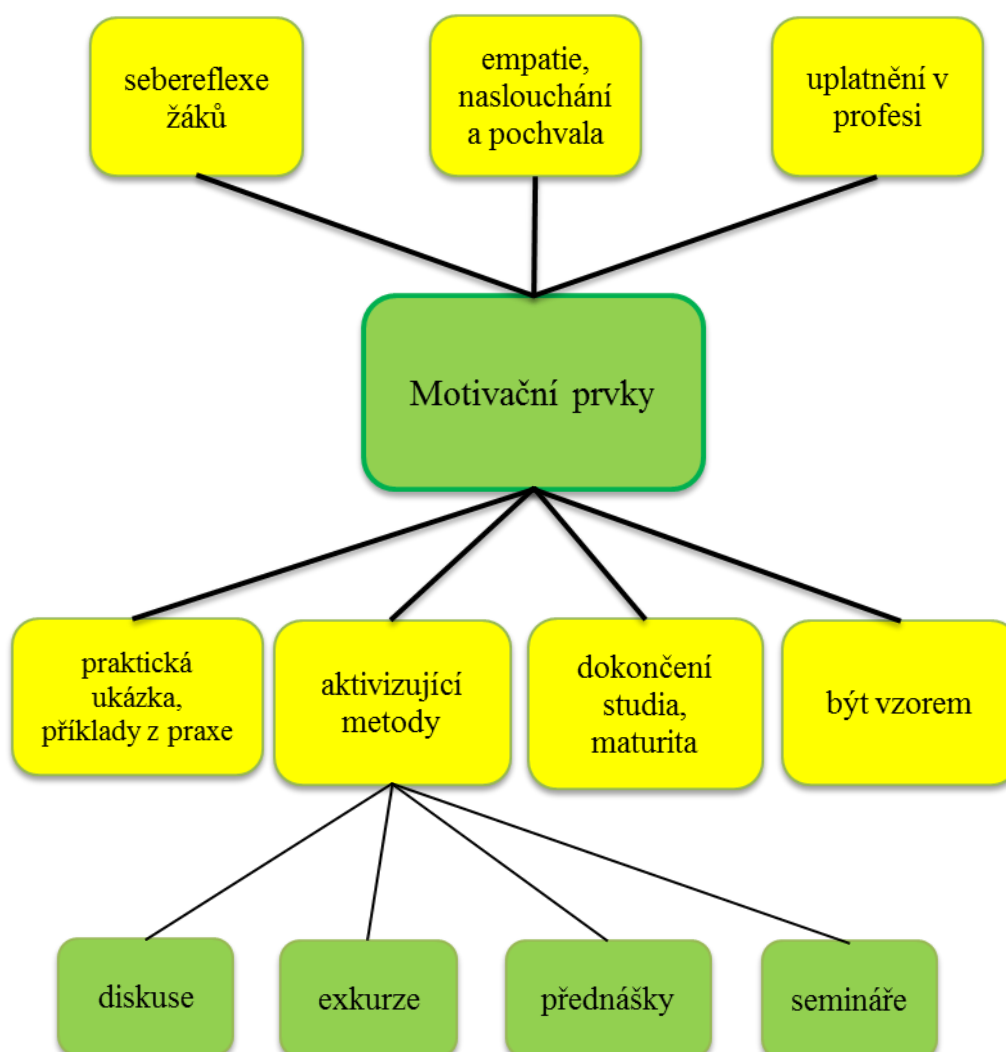 sebereflexe
žáků
empatie,
naslouchání
a pochvala
uplatnění v
profesi
Motivační prvky
praktická
ukázka,
příklady z praxe
aktivizující
metody
dokončení
studia,
maturita
být vzorem
diskuse
exkurze
přednášky
semináře